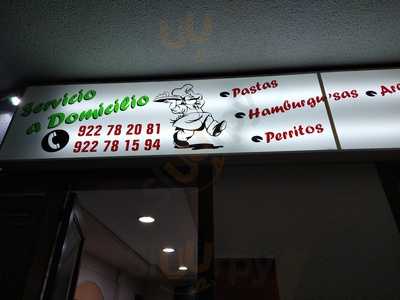 Servicio
a Domicilio
922 78 20 81
922 78 15 94
Pastas
Hamburguesas
Perritos